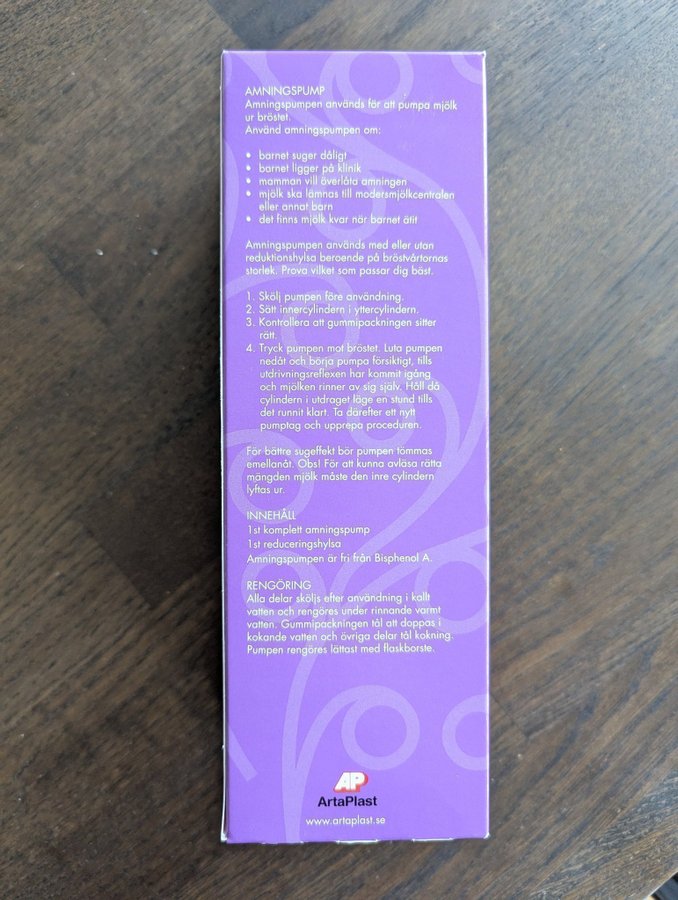 AMNINGSPUMP
Amningspumpen används för att pumpa mjölk
ur bröstet.
Använd amningspumpen om:
• barnet suger dåligt
• barnet ligger på klinik
• mamman vill överlåta amningen
• mjölk ska lämnas till modersmjölkcentralen
eller annat barn
• det finns mjölk kvar när barnet ätit
Amningspumpen används med eller utan
reduktionshylsa beroende på bröstvårtornas
storlek. Prova vilket som passar dig bäst.
1. Skölj pumpen före användning.
2. Sätt innercylindern i yttercylindern.
3. Kontrollera att gummipackningen sitter
rätt.
4. Tryck pumpen mot bröstet. Luta pumpen
nedåt och börja pumpa försiktigt, tills
utdrivningsreflexen har kommit igång
och mjölken rinner av sig själv. Håll då
cylindern i utdraget läge en stund tills
det runnit klart. Ta därefter ett nytt
pumptag och upprepa proceduren.
För bättre sugeffekt bör pumpen tömmas
emellanåt. Obs! För att kunna avläsa rätta
mängden mjölk måste den inre cylindern
lyftas ur.
INNEHÅLL
1st komplett amningspump
1st reduceringshylsa
Amningspumpen är fri från Bisphenol A.
RENGÖRING
Alla delar sköljs efter användning i kallt
vatten och rengöres under rinnande varmt
vatten. Gummipackningen tål att doppas i
kokande vatten och övriga delar tål kokning.
Pumpen rengöres lättast med flaskborste.
AP
ArtaPlast
www.artaplast.se